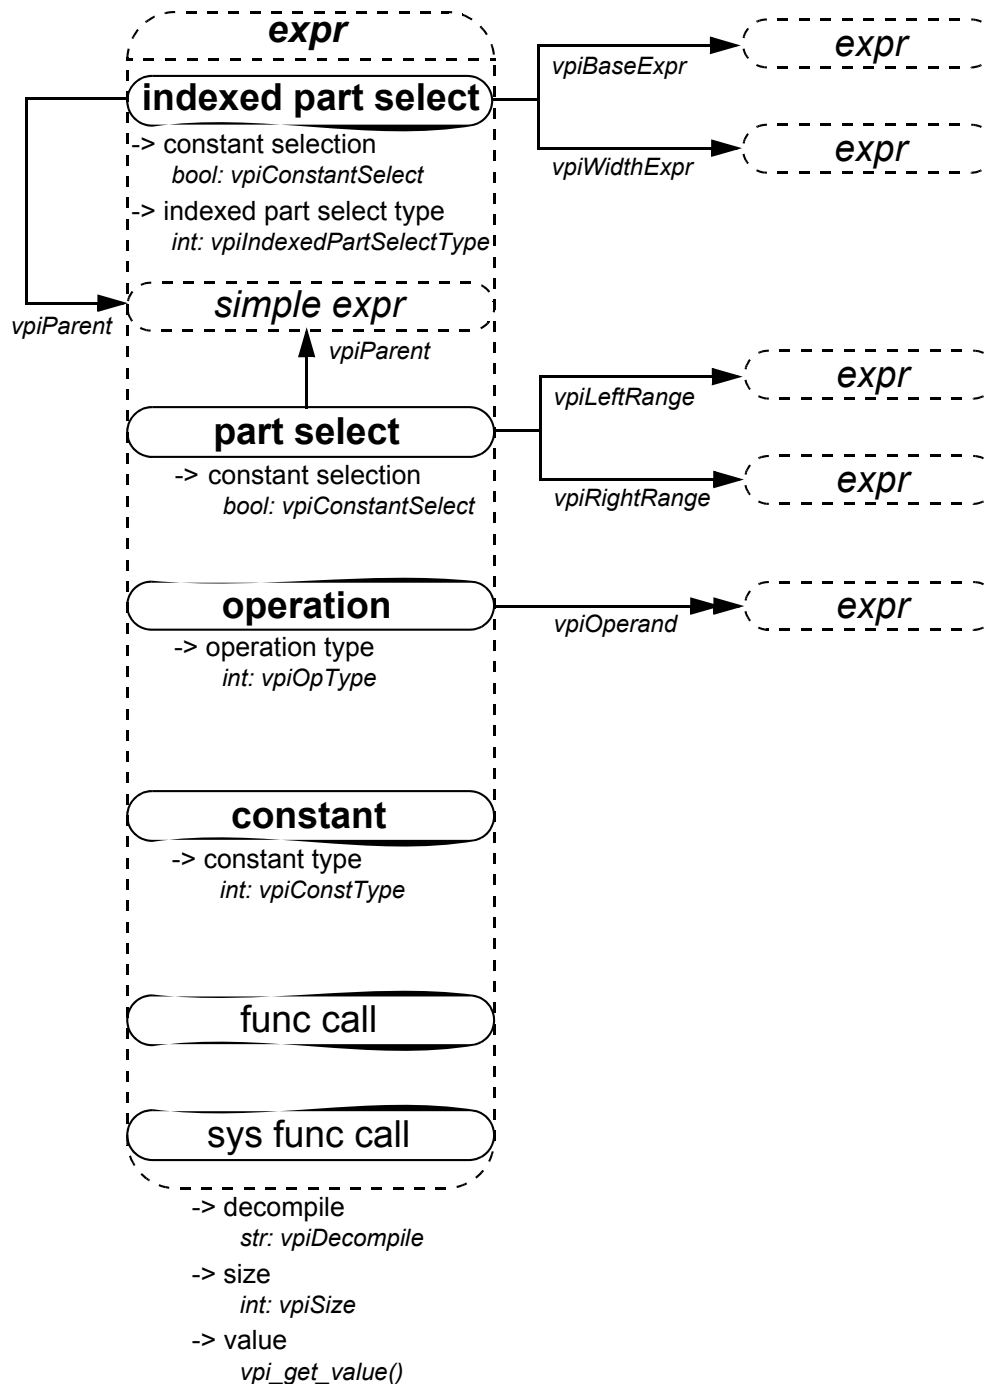 expr
indexed part select
-> constant selection
bool: vpiConstantSelect
-> indexed part select type
int: vpiIndexedPartSelectType
vpiBaseExpr
expr
vpiWidthExpr
expr
simple expr
vpiParent
vpiParent
part select
-> constant selection
bool: vpiConstantSelect
vpiLeftRange
expr
vpiRightRange
expr
operation
-> operation type
int: vpiOpType
vpiOperand
expr
constant
-> constant type
int: vpiConstType
func call
sys func call
-> decompile
str: vpiDecompile
-> size
int: vpiSize
-> value
vpi_get_value()